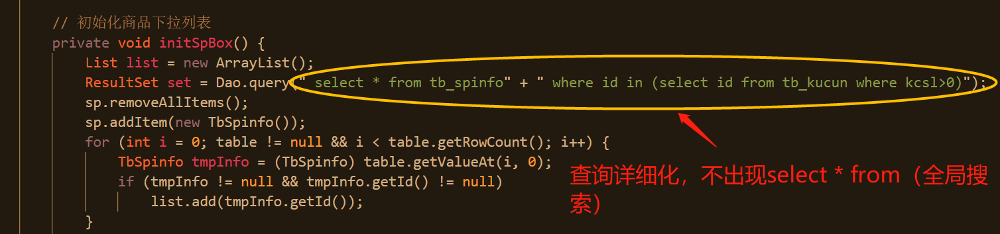 // 初始化商品下拉列表
private void initSpBox() {
List list = new ArrayList();
ResultSet set = Dao.query(" select * from tb_spinfo" + " where id in (select id from tb_kucun where kcsl>0)");
sp.removeAllItems();
sp.addItem(new TbSpinfo());
for (int i = 0; table != null && i < table.getRowCount(); i++) {
TbSpinfo tmpInfo = (TbSpinfo) table.getValueAt(i, 0);
if (tmpInfo != null && tmpInfo.getId() != null)
list.add(tmpInfo.getId());
}
查询详细化，不出现select * from（全局搜
索）